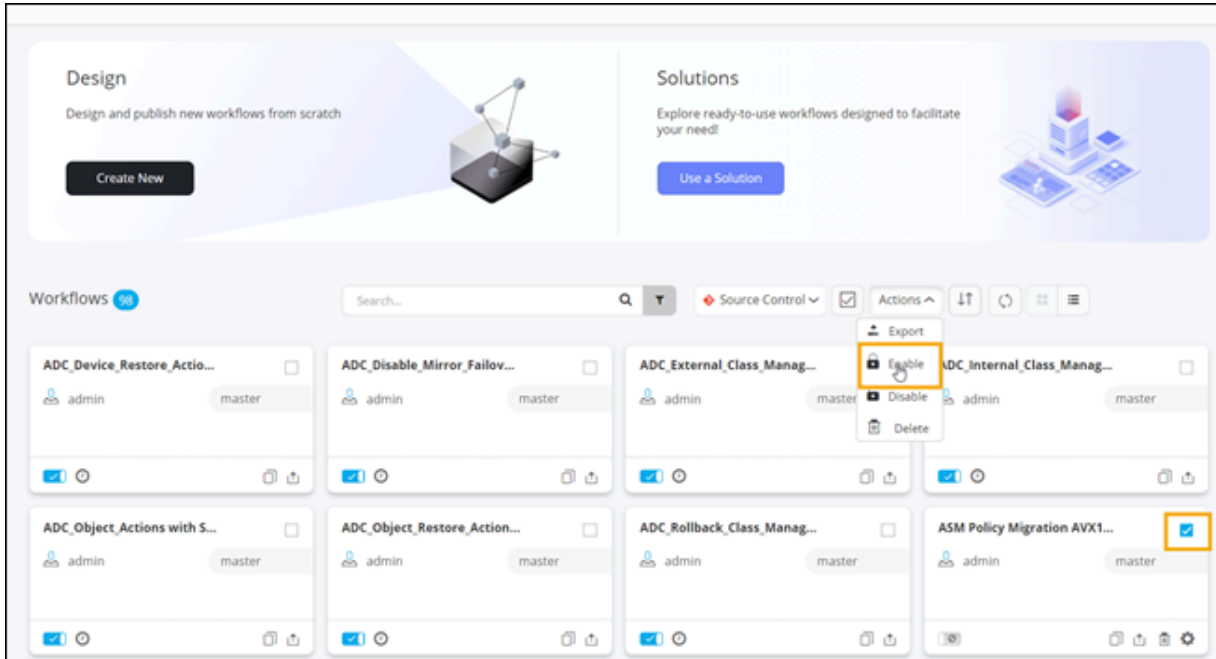 Design
Solutions
Design and publish new workflows from scratch
Explore ready-to-use workflows designed to facilitate
your need!
Create New
Use a Solution
Workflows 98
Search...
Source Control
Actions
Export
Enable
Disable
Delete
ADC_Device_Restore_Actio...
admin
master
ADC_Disable_Mirror_Failov...
admin
master
ADC_External_Class_Manag...
admin
master
ADC_Internal_Class_Manag...
admin
master
ADC_Object_Actions with S...
admin
master
ADC_Object_Restore_Action...
admin
master
ADC_Rollback_Class_Manag...
admin
master
ASM Policy Migration AVX1...
admin
master